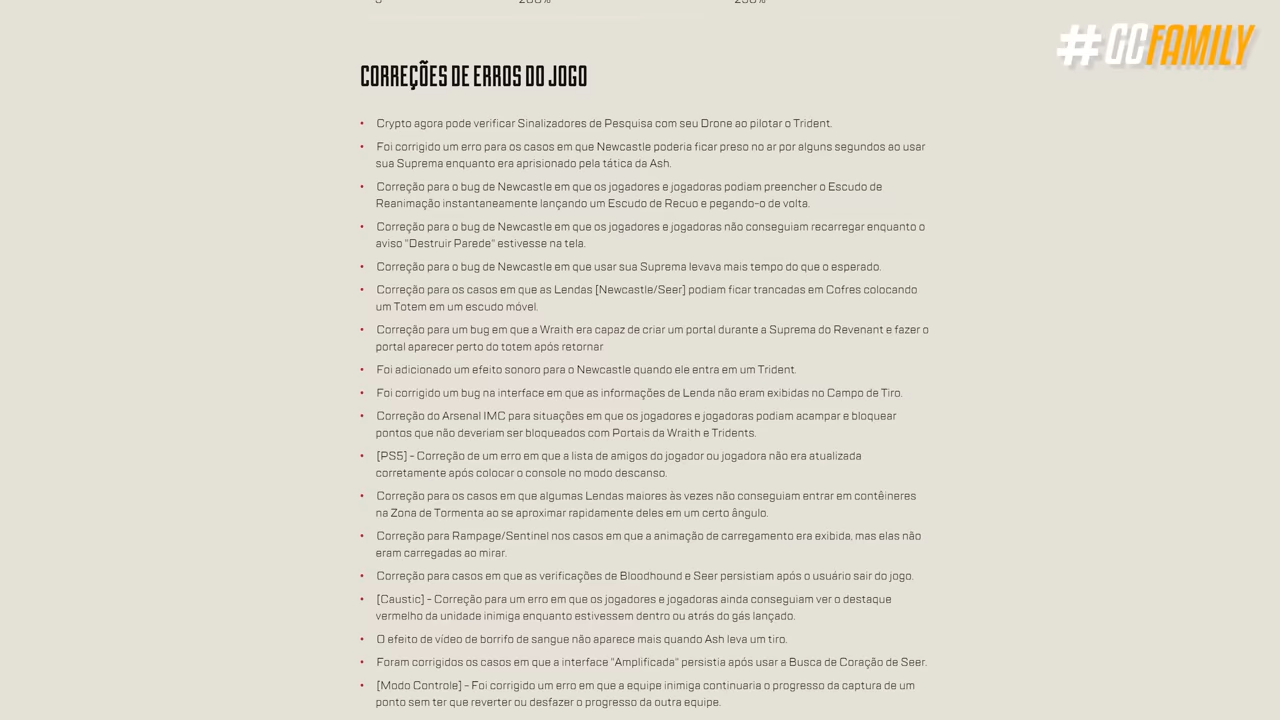 #GCFAMILY
CORREÇÕES DE ERROS DO JOGO
• Crypto agora pode verificar Sinalizadores de Pesquisa com seu Drone ao pilotar o Trident.
• Foi corrigido um erro para os casos em que Newcastle poderia ficar preso no ar por alguns segundos ao usar
sua Suprema enquanto era aprisionado pela tática da Ash.
• Correção para o bug de Newcastle em que os jogadores e jogadoras podiam preencher o Escudo de
Reanimação instantaneamente lançando um Escudo de Recuo e pegando-o de volta.
• Correção para o bug de Newcastle em que os jogadores e jogadoras não conseguiam recarregar enquanto o
aviso "Destruir Parede" estivesse na tela.
• Correção para o bug de Newcastle em que usar sua Suprema levava mais tempo do que o esperado.
• Correção para os casos em que as Lendas [Newcastle/Seer] podiam ficar trancadas em Cofres colocando
um Totem em um escudo móvel.
• Correção para um bug em que a Wraith era capaz de criar um portal durante a Suprema do Revenant e fazer o
portal aparecer perto do totem após retornar
• Foi adicionado um efeito sonoro para o Newcastle quando ele entra em um Trident.
• Foi corrigido um bug na interface em que as informações de Lenda não eram exibidas no Campo de Tiro.
• Correção do Arsenal IMC para situações em que os jogadores e jogadoras podiam acampar e bloquear
pontos que não deveriam ser bloqueados com Portais da Wraith e Tridents.
• [PS5] – Correção de um erro em que a lista de amigos do jogador ou jogadora não era atualizada
corretamente após colocar o console no modo descanso.
• Correção para os casos em que algumas Lendas maiores às vezes não conseguiam entrar em contêineres
na Zona de Tormenta ao se aproximar rapidamente deles em um certo ângulo.
• Correção para Rampage/Sentinel nos casos em que a animação de carregamento era exibida, mas elas não
eram carregadas ao mirar.
• Correção para casos em que as verificações de Bloodhound e Seer persistiam após o usuário sair do jogo.
• [Caustic] – Correção para um erro em que os jogadores e jogadoras ainda conseguiam ver o destaque
vermelho da unidade inimiga enquanto estivessem dentro ou atrás do gás lançado.
• O efeito de vídeo de borrifo de sangue não aparece mais quando Ash leva um tiro.
• Foram corrigidos os casos em que a interface "Amplificada" persistia após usar a Busca de Coração de Seer.
• [Modo Controle] – Foi corrigido um erro em que a equipe inimiga continuaria o progresso da captura de um
ponto sem ter que reverter ou desfazer o progresso da outra equipe.